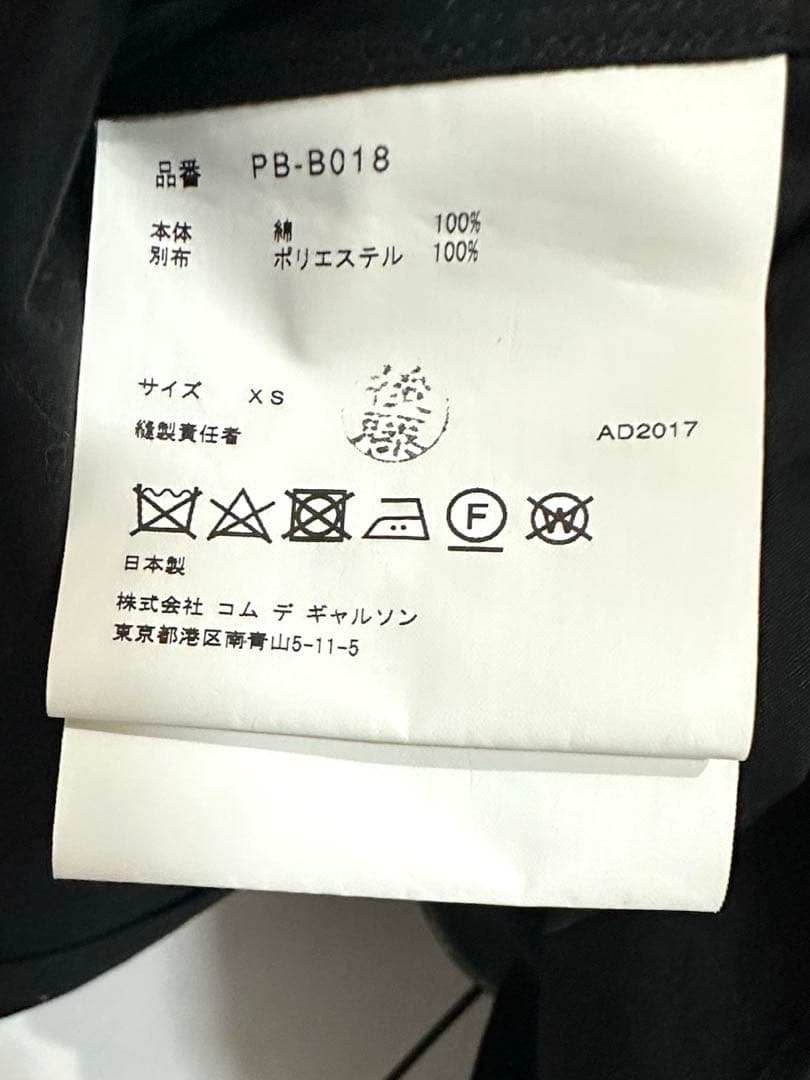 品番 PB-B018
本体 綿 100%
別布 ポリエステル 100%
サイズ XS
縫製責任者 後藤 AD2017
F W
日本製
株式会社 コム デ ギャルソン
東京都港区南青山5-11-5